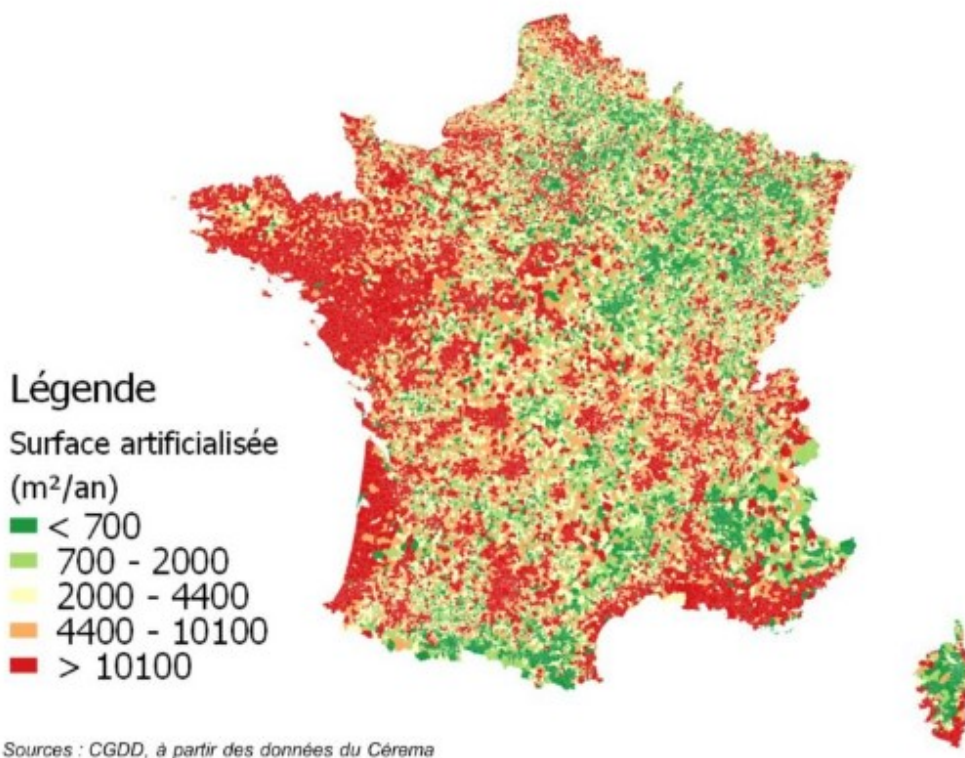 Légende
Surface artificialisée
(m²/an)
< 700
700 - 2000
2000 - 4400
4400 - 10100
> 10100
Sources : CGDD, à partir des données du Cérema